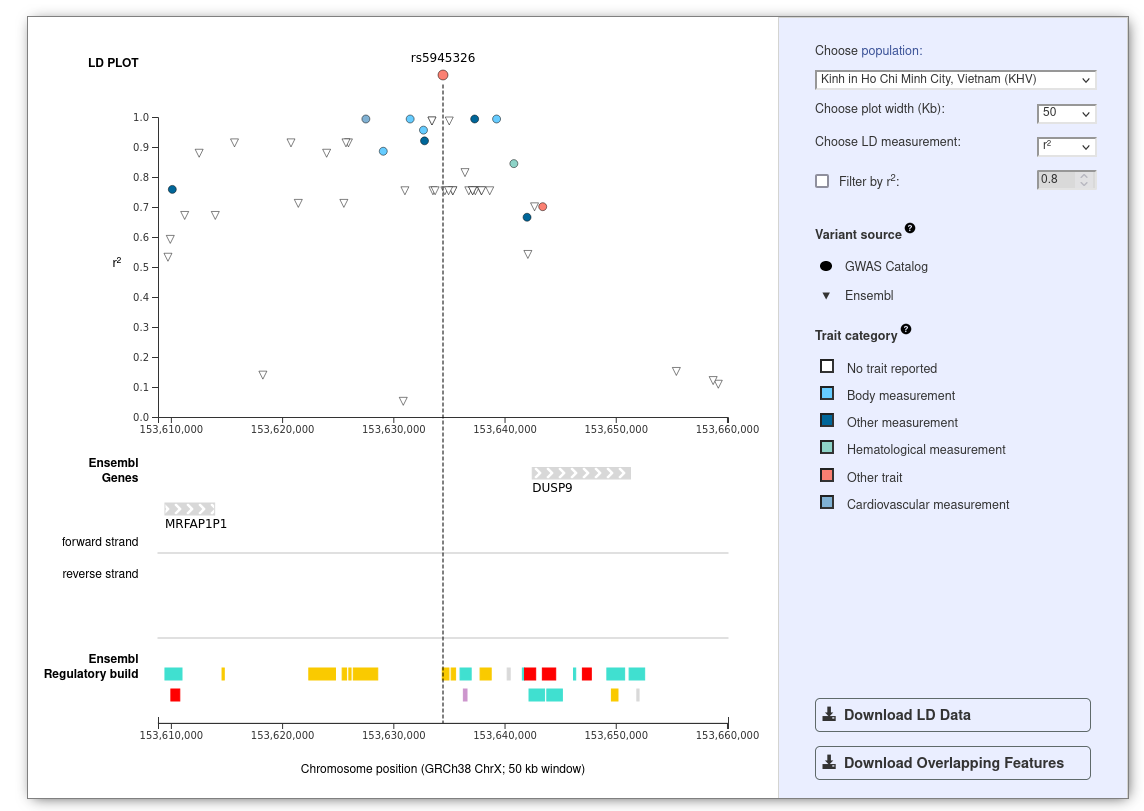 LD PLOT
rs5945326
1.0
0.9
0.8
0.7
0.6
0.5
0.4
0.3
0.2
0.1
0.0
r²
153,610,000 153,620,000 153,630,000 153,640,000 153,650,000 153,660,000
Ensembl
Genes
DUSP9
MRFAP1P1
forward strand
reverse strand
Ensembl
Regulatory build
153,610,000 153,620,000 153,630,000 153,640,000 153,650,000 153,660,000
Chromosome position (GRCh38 ChrX; 50 kb window)
Choose population:
Kinh in Ho Chi Minh City, Vietnam (KHV)
Choose plot width (Kb): 50
Choose LD measurement: r²
Filter by r²: 0.8
Variant source ?
GWAS Catalog
Ensembl
Trait category ?
No trait reported
Body measurement
Other measurement
Hematological measurement
Other trait
Cardiovascular measurement
Download LD Data
Download Overlapping Features